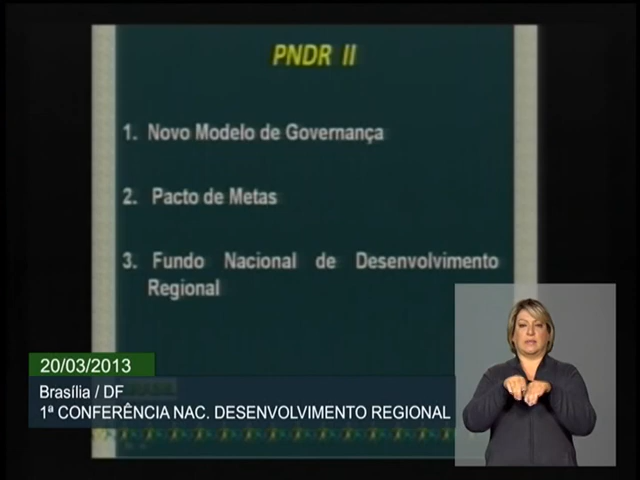 PNDR II
1. Novo Modelo de Governança
2. Pacto de Metas
3. Fundo Nacional de Desenvolvimento
Regional
20/03/2013
Brasília / DF
1ª CONFERÊNCIA NAC. DESENVOLVIMENTO REGIONAL